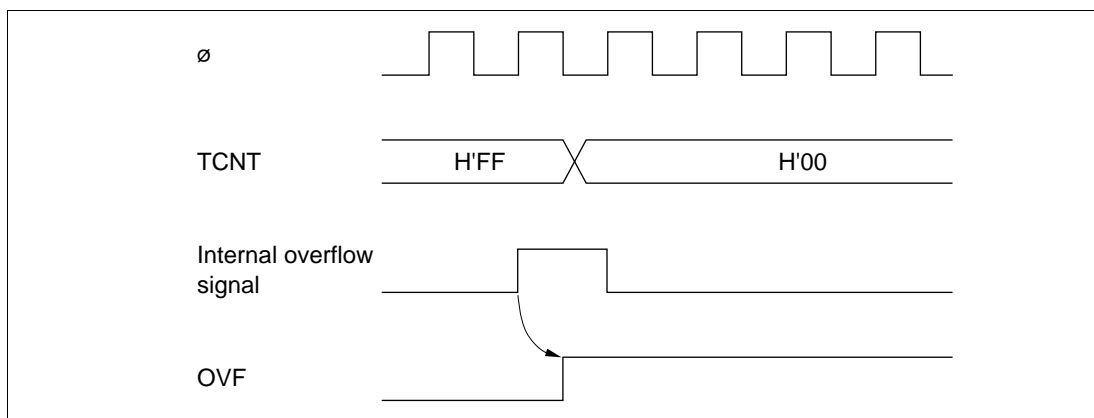 ø
TCNT
H'FF
H'00
Internal overflow
signal
OVF